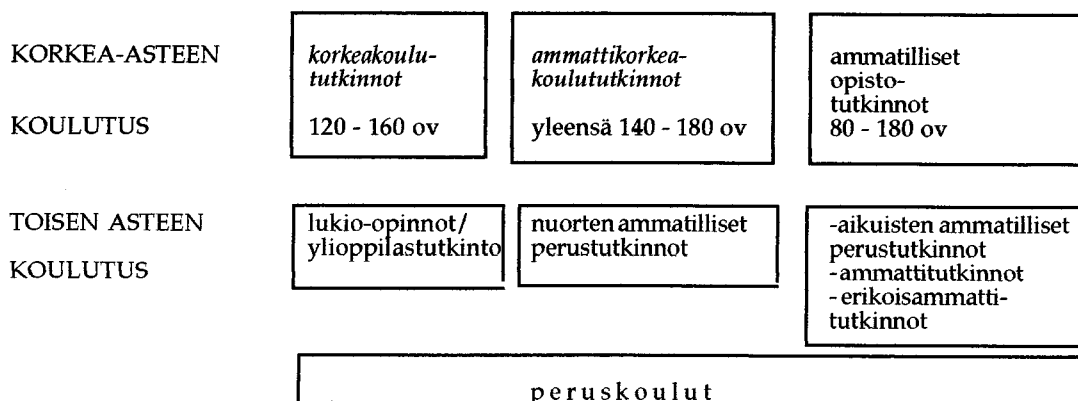 KORKEA-ASTEEN
KOULUTUS
korkeakoulu-
tutkinnot
120 - 160 ov
ammattikorkea-
koulututkinnot
yleensä 140 - 180 ov
ammatilliset
opisto-
tutkinnot
80 - 180 ov
TOISEN ASTEEN
KOULUTUS
lukio-opinnot/
ylioppilastutkinto
nuorten ammatilliset
perustutkinnot
-aikuisten ammatilliset
perustutkinnot
-ammattitutkinnot
-erikoisammatti-
tutkinnot
peruskoulut